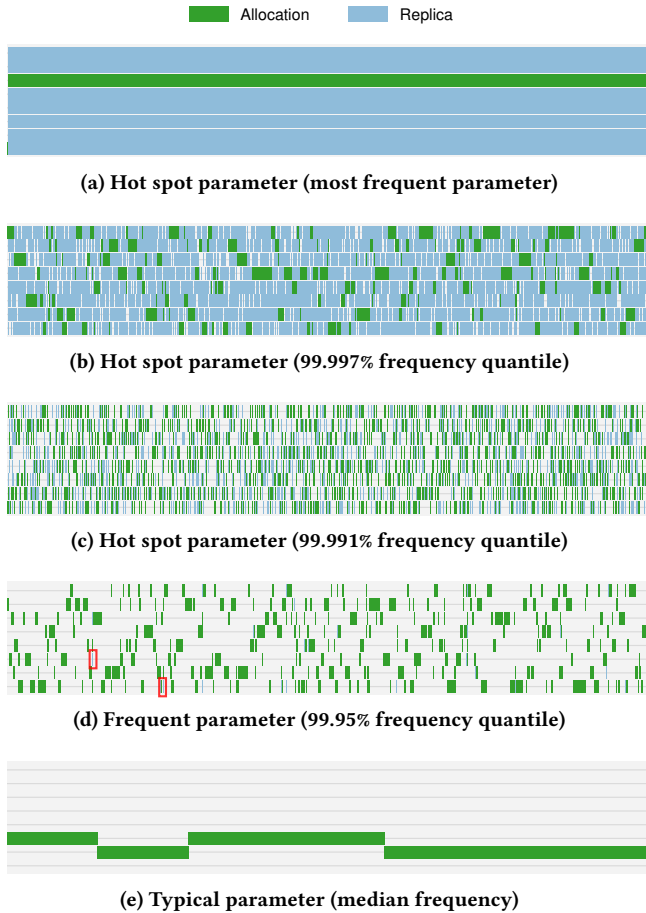 Allocation Replica
(a) Hot spot parameter (most frequent parameter)
(b) Hot spot parameter (99.997% frequency quantile)
(c) Hot spot parameter (99.991% frequency quantile)
(d) Frequent parameter (99.95% frequency quantile)
(e) Typical parameter (median frequency)